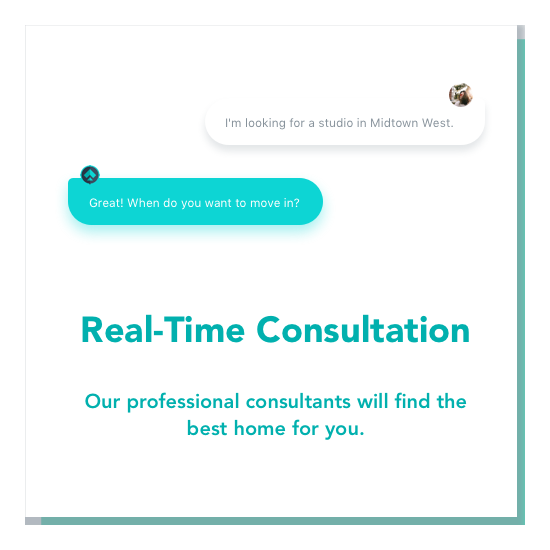 I'm looking for a studio in Midtown West.
Great! When do you want to move in?
Real-Time Consultation
Our professional consultants will find the
best home for you.